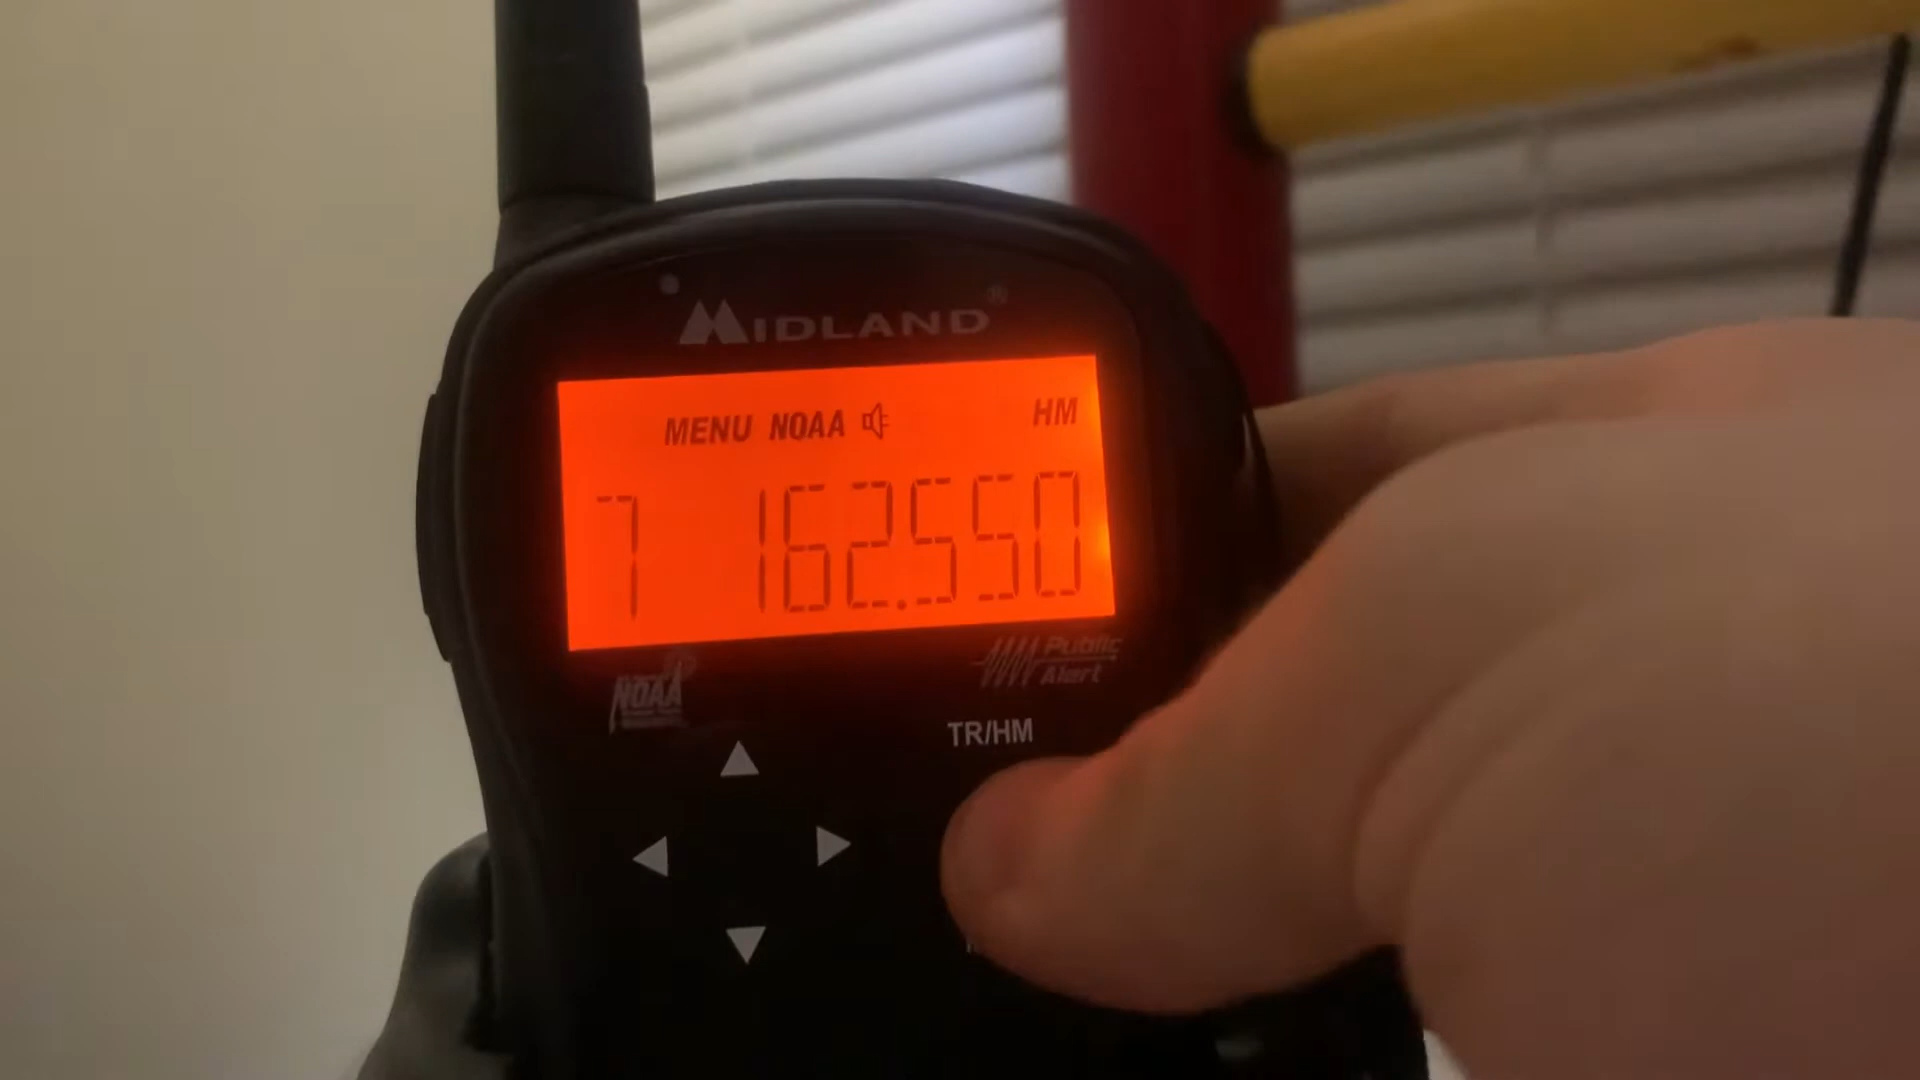 MIDLAND®
MENU NOAA HM
7 162.550
NOAA
Public
Alert
TR/HM